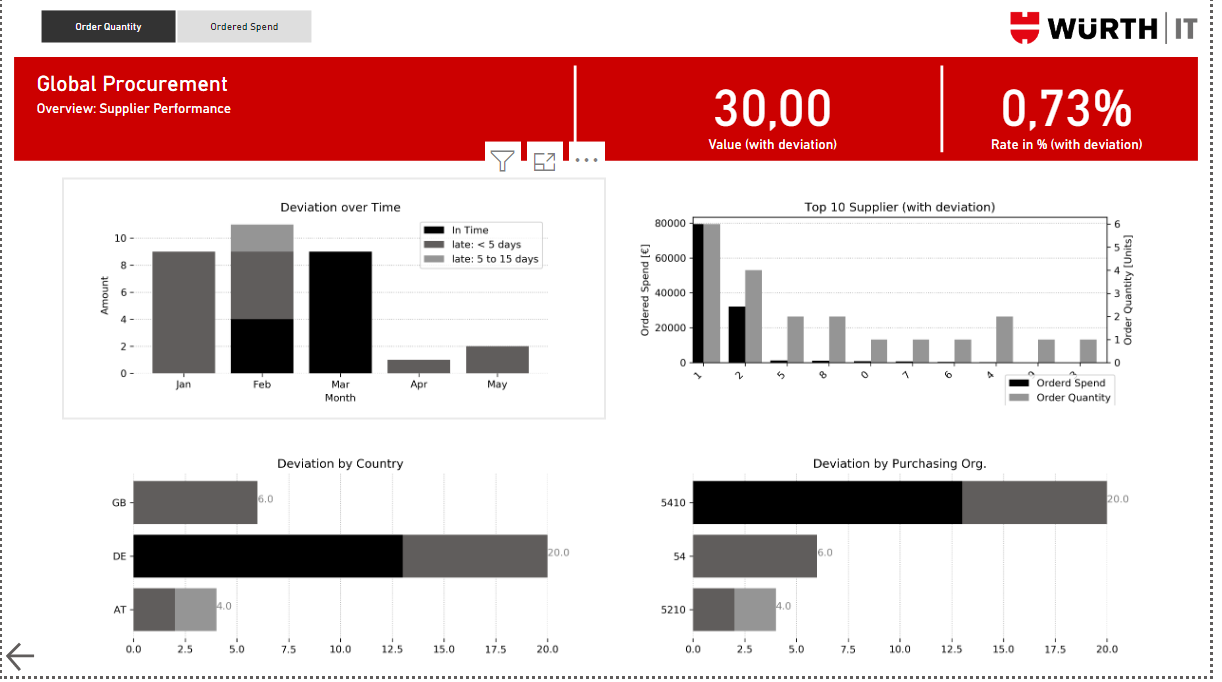 Order Quantity
Ordered Spend
WÜRTH IT
Global Procurement
Overview: Supplier Performance
30,00
Value (with deviation)
0,73%
Rate in % (with deviation)
Deviation over Time
In Time
late: < 5 days
late: 5 to 15 days
Amount
10
8
6
4
2
0
Jan Feb Mar Apr May
Month
Top 10 Supplier (with deviation)
Ordered Spend [€]
80000
60000
40000
20000
0
6
5
4
3
2
1
0
Order Quantity [Units]
1 2 5 8 0 7 6 4
Orderd Spend
Order Quantity
Deviation by Country
GB 6.0
DE 20.0
AT 4.0
0.0 2.5 5.0 7.5 10.0 12.5 15.0 17.5 20.0
Deviation by Purchasing Org.
5410 20.0
54 6.0
5210 4.0
0.0 2.5 5.0 7.5 10.0 12.5 15.0 17.5 20.0